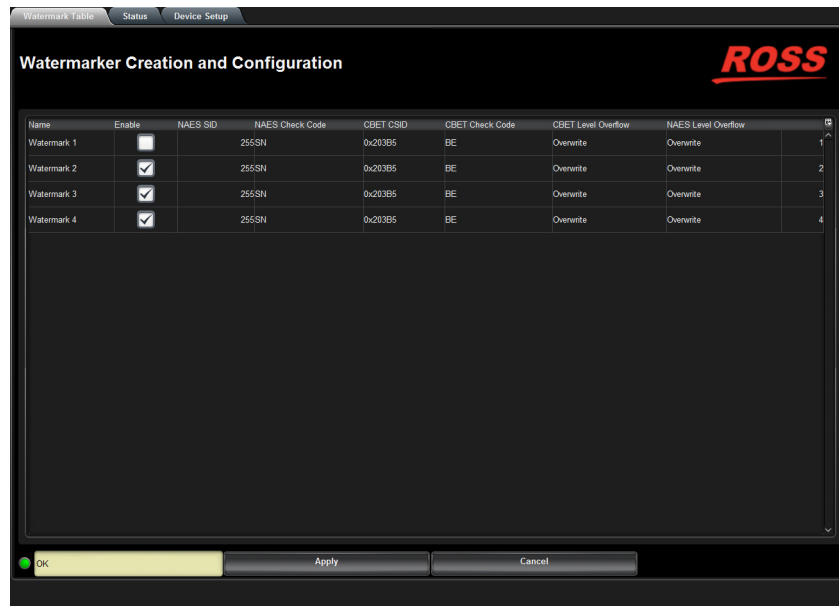 Watermark Table Status Device Setup
Watermarker Creation and Configuration
ROSS
Name Enable NAES SID NAES Check Code CBET CSID CBET Check Code CBET Level Overflow NAES Level Overflow
Watermark 1 255 SN 0x203B5 BE Overwrite Overwrite 1
Watermark 2 255 SN 0x203B5 BE Overwrite Overwrite 2
Watermark 3 255 SN 0x203B5 BE Overwrite Overwrite 3
Watermark 4 255 SN 0x203B5 BE Overwrite Overwrite 4
OK Apply Cancel